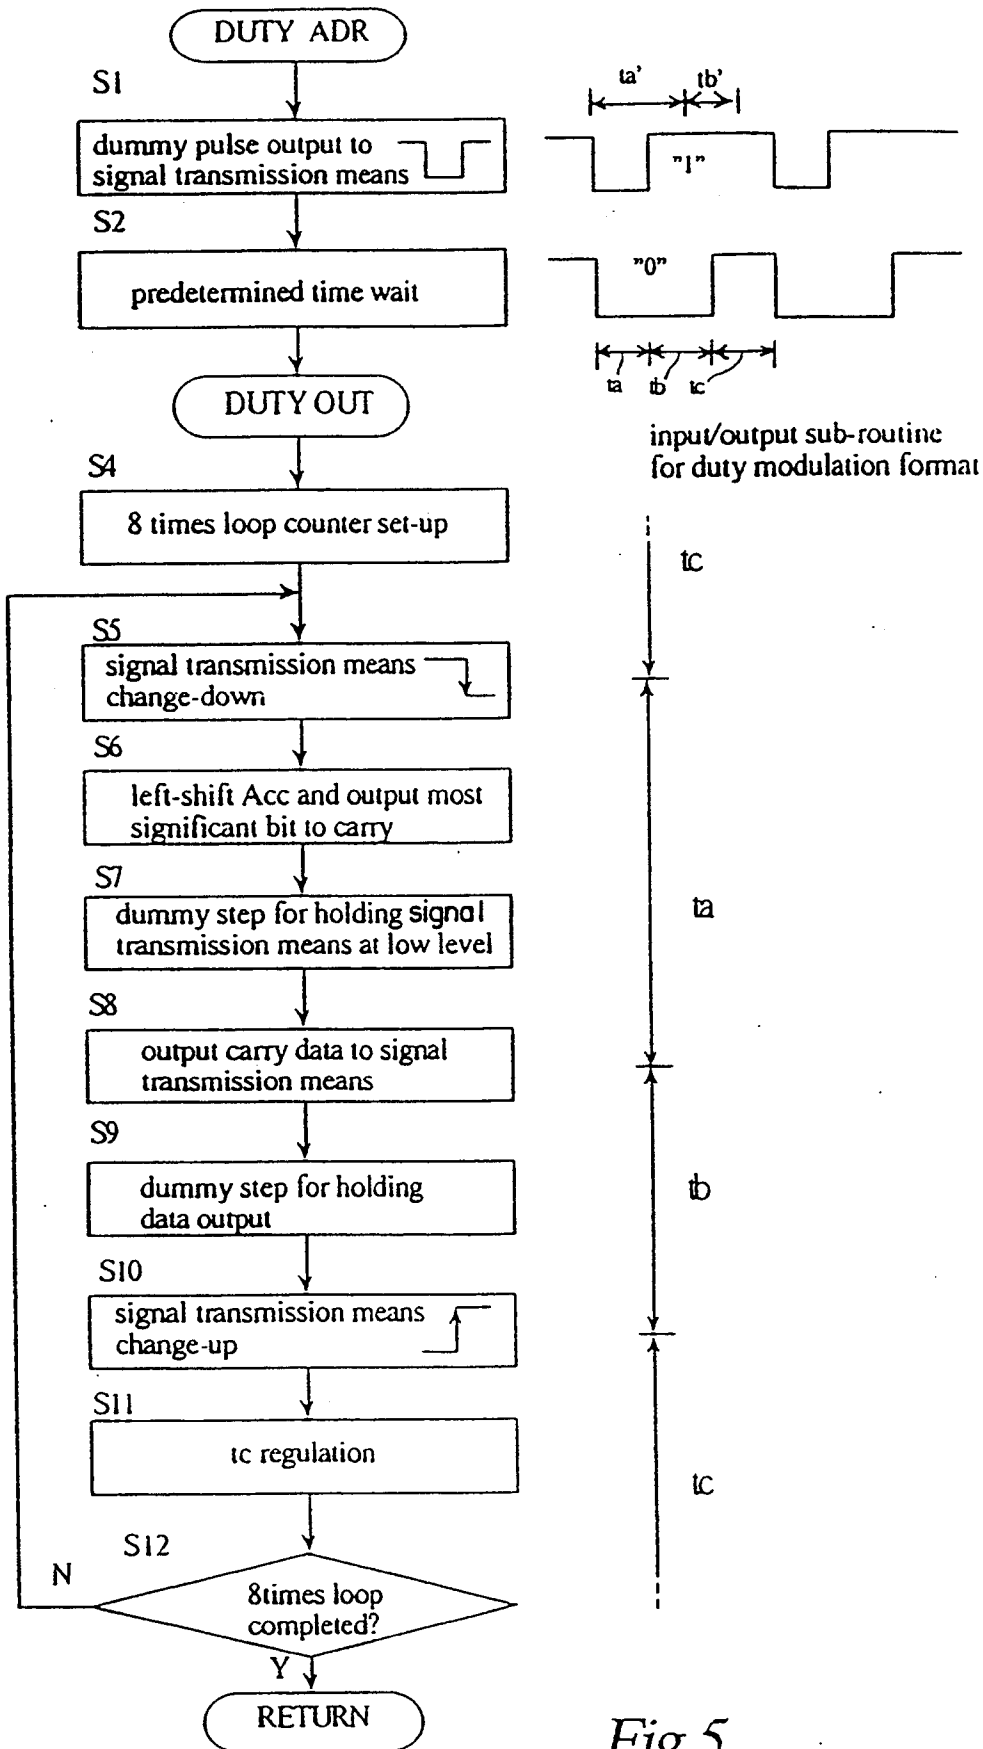 DUTY ADR
S1
dummy pulse output to
signal transmission means
S2
predetermined time wait
DUTY OUT
S4
8 times loop counter set-up
S5
signal transmission means
change-down
S6
left-shift Acc and output most
significant bit to carry
S7
dummy step for holding signal
transmission means at low level
S8
output carry data to signal
transmission means
S9
dummy step for holding
data output
S10
signal transmission means
change-up
S11
tc regulation
S12
N
8times loop
completed?
Y
RETURN
ta' tb'
"1"
"0"
ta tb tc
input/output sub-routine
for duty modulation format
tc
ta
tb
tc
Fig 5